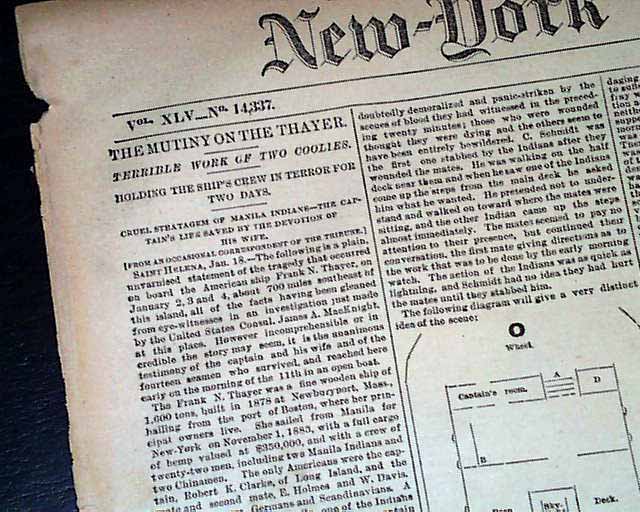 New-York
VOL. XLV...No. 14,337.
THE MUTINY ON THE THAYER.
TERRIBLE WORK OF TWO COOLIES.
HOLDING THE SHIP'S CREW IN TERROR FOR
TWO DAYS.
CRUEL STRATAGEM OF MANILA INDIANS—THE CAP-
TAIN'S LIFE SAVED BY THE DEVOTION OF
HIS WIFE.
[FROM AN OCCASIONAL CORRESPONDENT OF THE TRIBUNE.]
SAINT HELENA, Jan. 18.—The following is a plain,
unvarnished statement of the tragedy that occurred
on board the American ship Frank N. Thayer, on
January 2, 3 and 4, about 700 miles southeast of
this island, all of the facts having been gleaned
from eye-witnesses in an investigation just made
by the United States Consul, James A. MacKnight,
at this place. However incomprehensible or in
credible the story may seem, it is the unanimous
testimony of the captain and his wife and of the
fourteen seamen who survived, and reached here
early on the morning of the 11th in an open boat.
The Frank N. Thayer was a fine wooden ship of
1,600 tons, built in 1878 at Newburyport, Mass.,
hailing from the port of Boston, where her prin-
cipal owners live. She sailed from Manila for
New-York on November 1, 1885, with a full cargo
of hemp valued at $350,000, and with a crew of
twenty-two men, including two Manila Indians and
two Chinamen. The only Americans were the cap-
tain, Robert K. Clarke, of Long Island, and the
mate and second mate, E. Holmes and W. Davis.
Germans and Scandinavians. A
one of the Indians
captain
doubtedly demoralized and panic-striken by the
scenes of blood they had witnessed in the preced-
ing twenty minutes; those who were wounded
thought they were dying and the others seem to
have been entirely bewildered. C. Schmidt was
the first one stabbed by the Indians after they
wounded the mates. He was walking on the half
deck near them and when he saw one of the Indians
come up the steps from the main deck he asked
him what he wanted. He pretended not to under-
stand and walked on toward where the mates were
sitting, and the other Indian came up the steps
almost immediately. The mates seemed to pay no
attention to their presence, but continued their
conversation, the first mate giving directions as to
the work that was to be done by the early morning
watch. The action of the Indians was as quick as
lightning, and Schmidt had no idea they had hurt
the mates until they stabbed him.
The following diagram will give a very distinct
idea of the scene:
O
Wheel.
Captain's room.
A
D
B
Sky-
Deck.